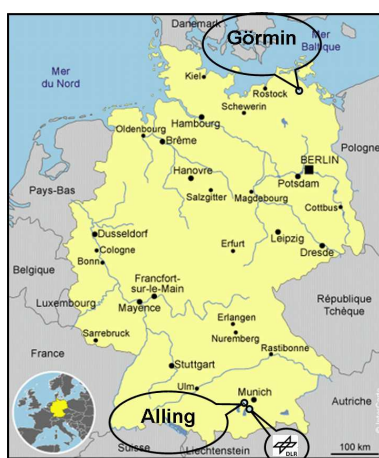 Danemark
Görmin
Mer
Baltique
Mer
du Nord
Kiel
Rostock
Schewerin
Hambourg
Oldenbourg
Brême
Pologne
BERLIN
Hanovre
Potsdam
Pays-Bas
Salzgitter
Magdebourg
Cottbus
Dusseldorf
Leipzig
Cologne
Erfurt
Dresde
Bonn
Belgique
Francfort-
sur-le-Main
Luxembourg
Mayence
République
Tchèque
Erlangen
Sarrebruck
Nuremberg
France
Ratisbonne
Stuttgart
Ulm
Munich
Autriche
Alling
Suisse
Liechtenstein
DLR
100 km